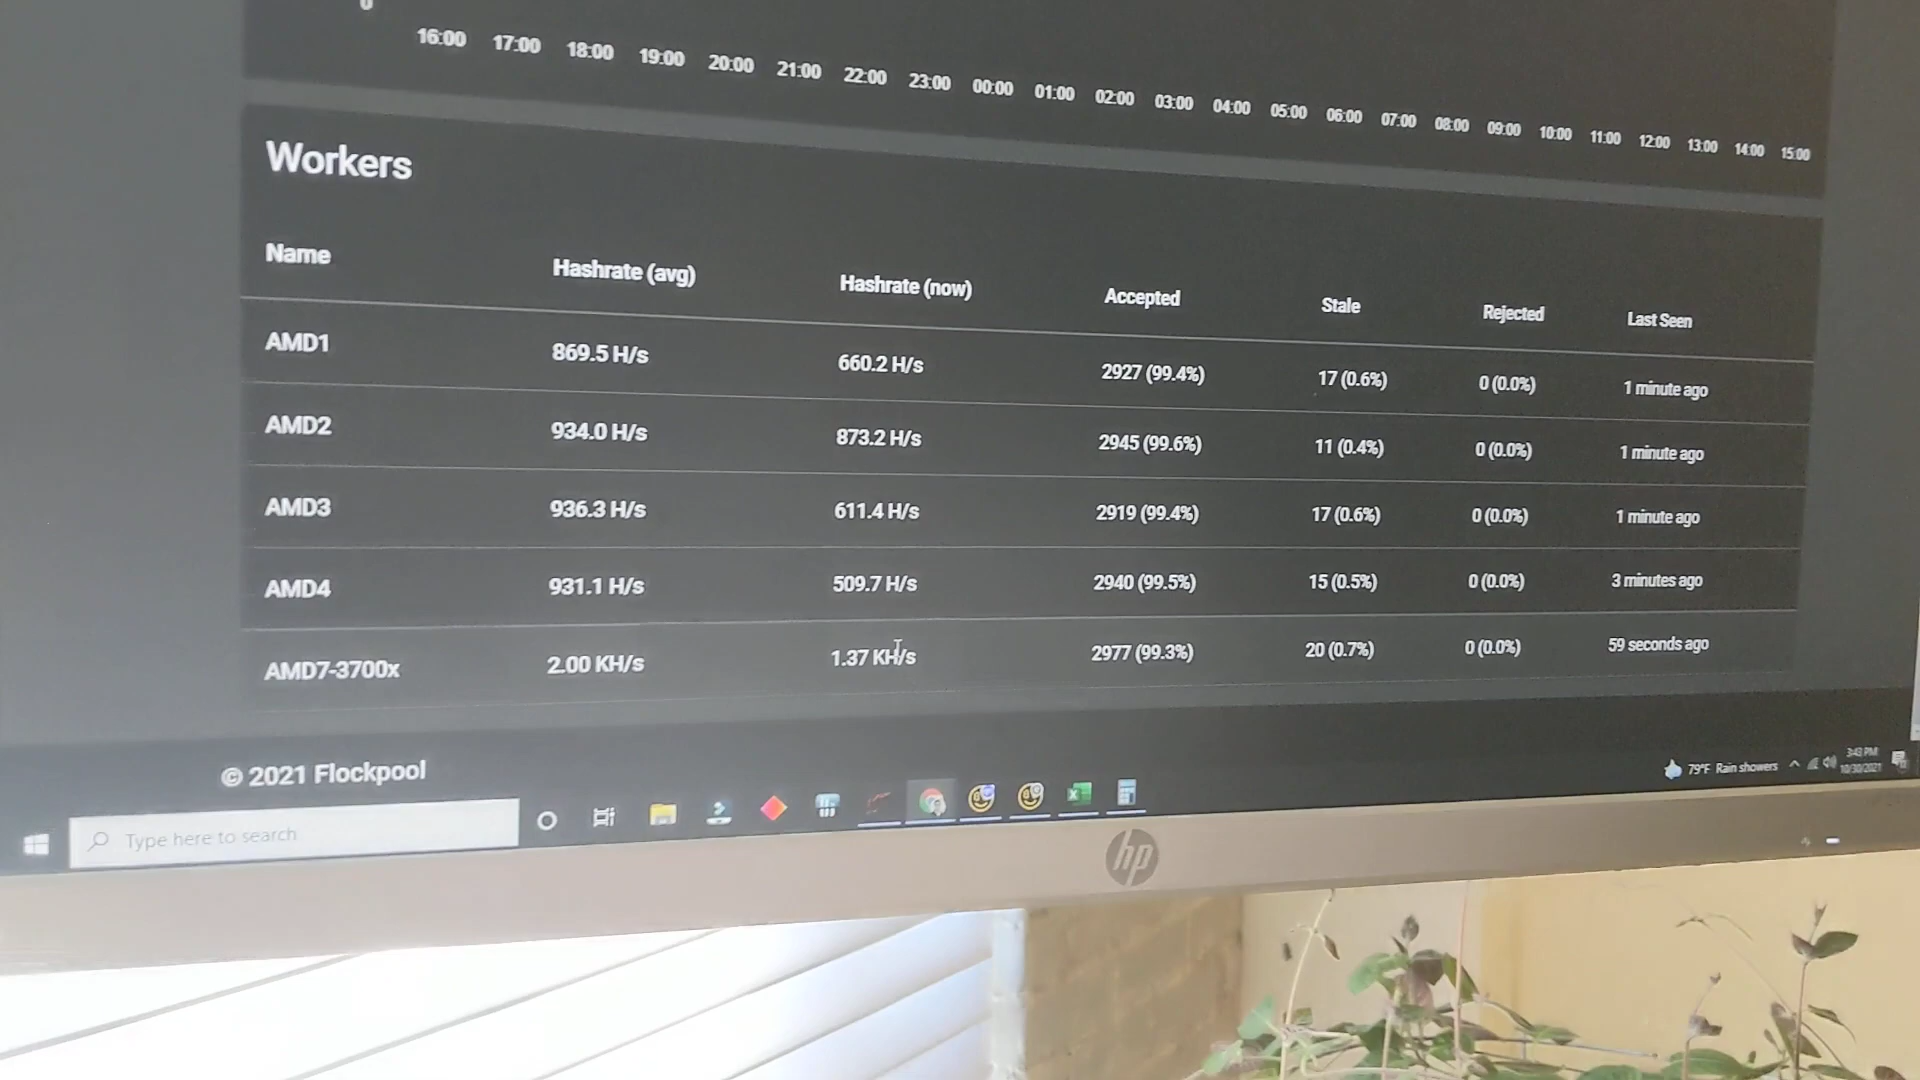 0
16:00 17:00 18:00 19:00 20:00 21:00 22:00 23:00 00:00 01:00 02:00 03:00 04:00 05:00 06:00 07:00 08:00 09:00 10:00 11:00 12:00 13:00 14:00 15:00
Workers
Name Hashrate (avg) Hashrate (now) Accepted Stale Rejected Last Seen
AMD1 869.5 H/s 660.2 H/s 2927 (99.4%) 17 (0.6%) 0 (0.0%) 1 minute ago
AMD2 934.0 H/s 873.2 H/s 2945 (99.6%) 11 (0.4%) 0 (0.0%) 1 minute ago
AMD3 936.3 H/s 611.4 H/s 2919 (99.4%) 17 (0.6%) 0 (0.0%) 1 minute ago
AMD4 931.1 H/s 509.7 H/s 2940 (99.5%) 15 (0.5%) 0 (0.0%) 3 minutes ago
AMD7-3700x 2.00 KH/s 1.37 KH/s 2977 (99.3%) 20 (0.7%) 0 (0.0%) 59 seconds ago
© 2021 Flockpool
Type here to search
79°F Rain showers
3:43 PM
10/30/2021
hp